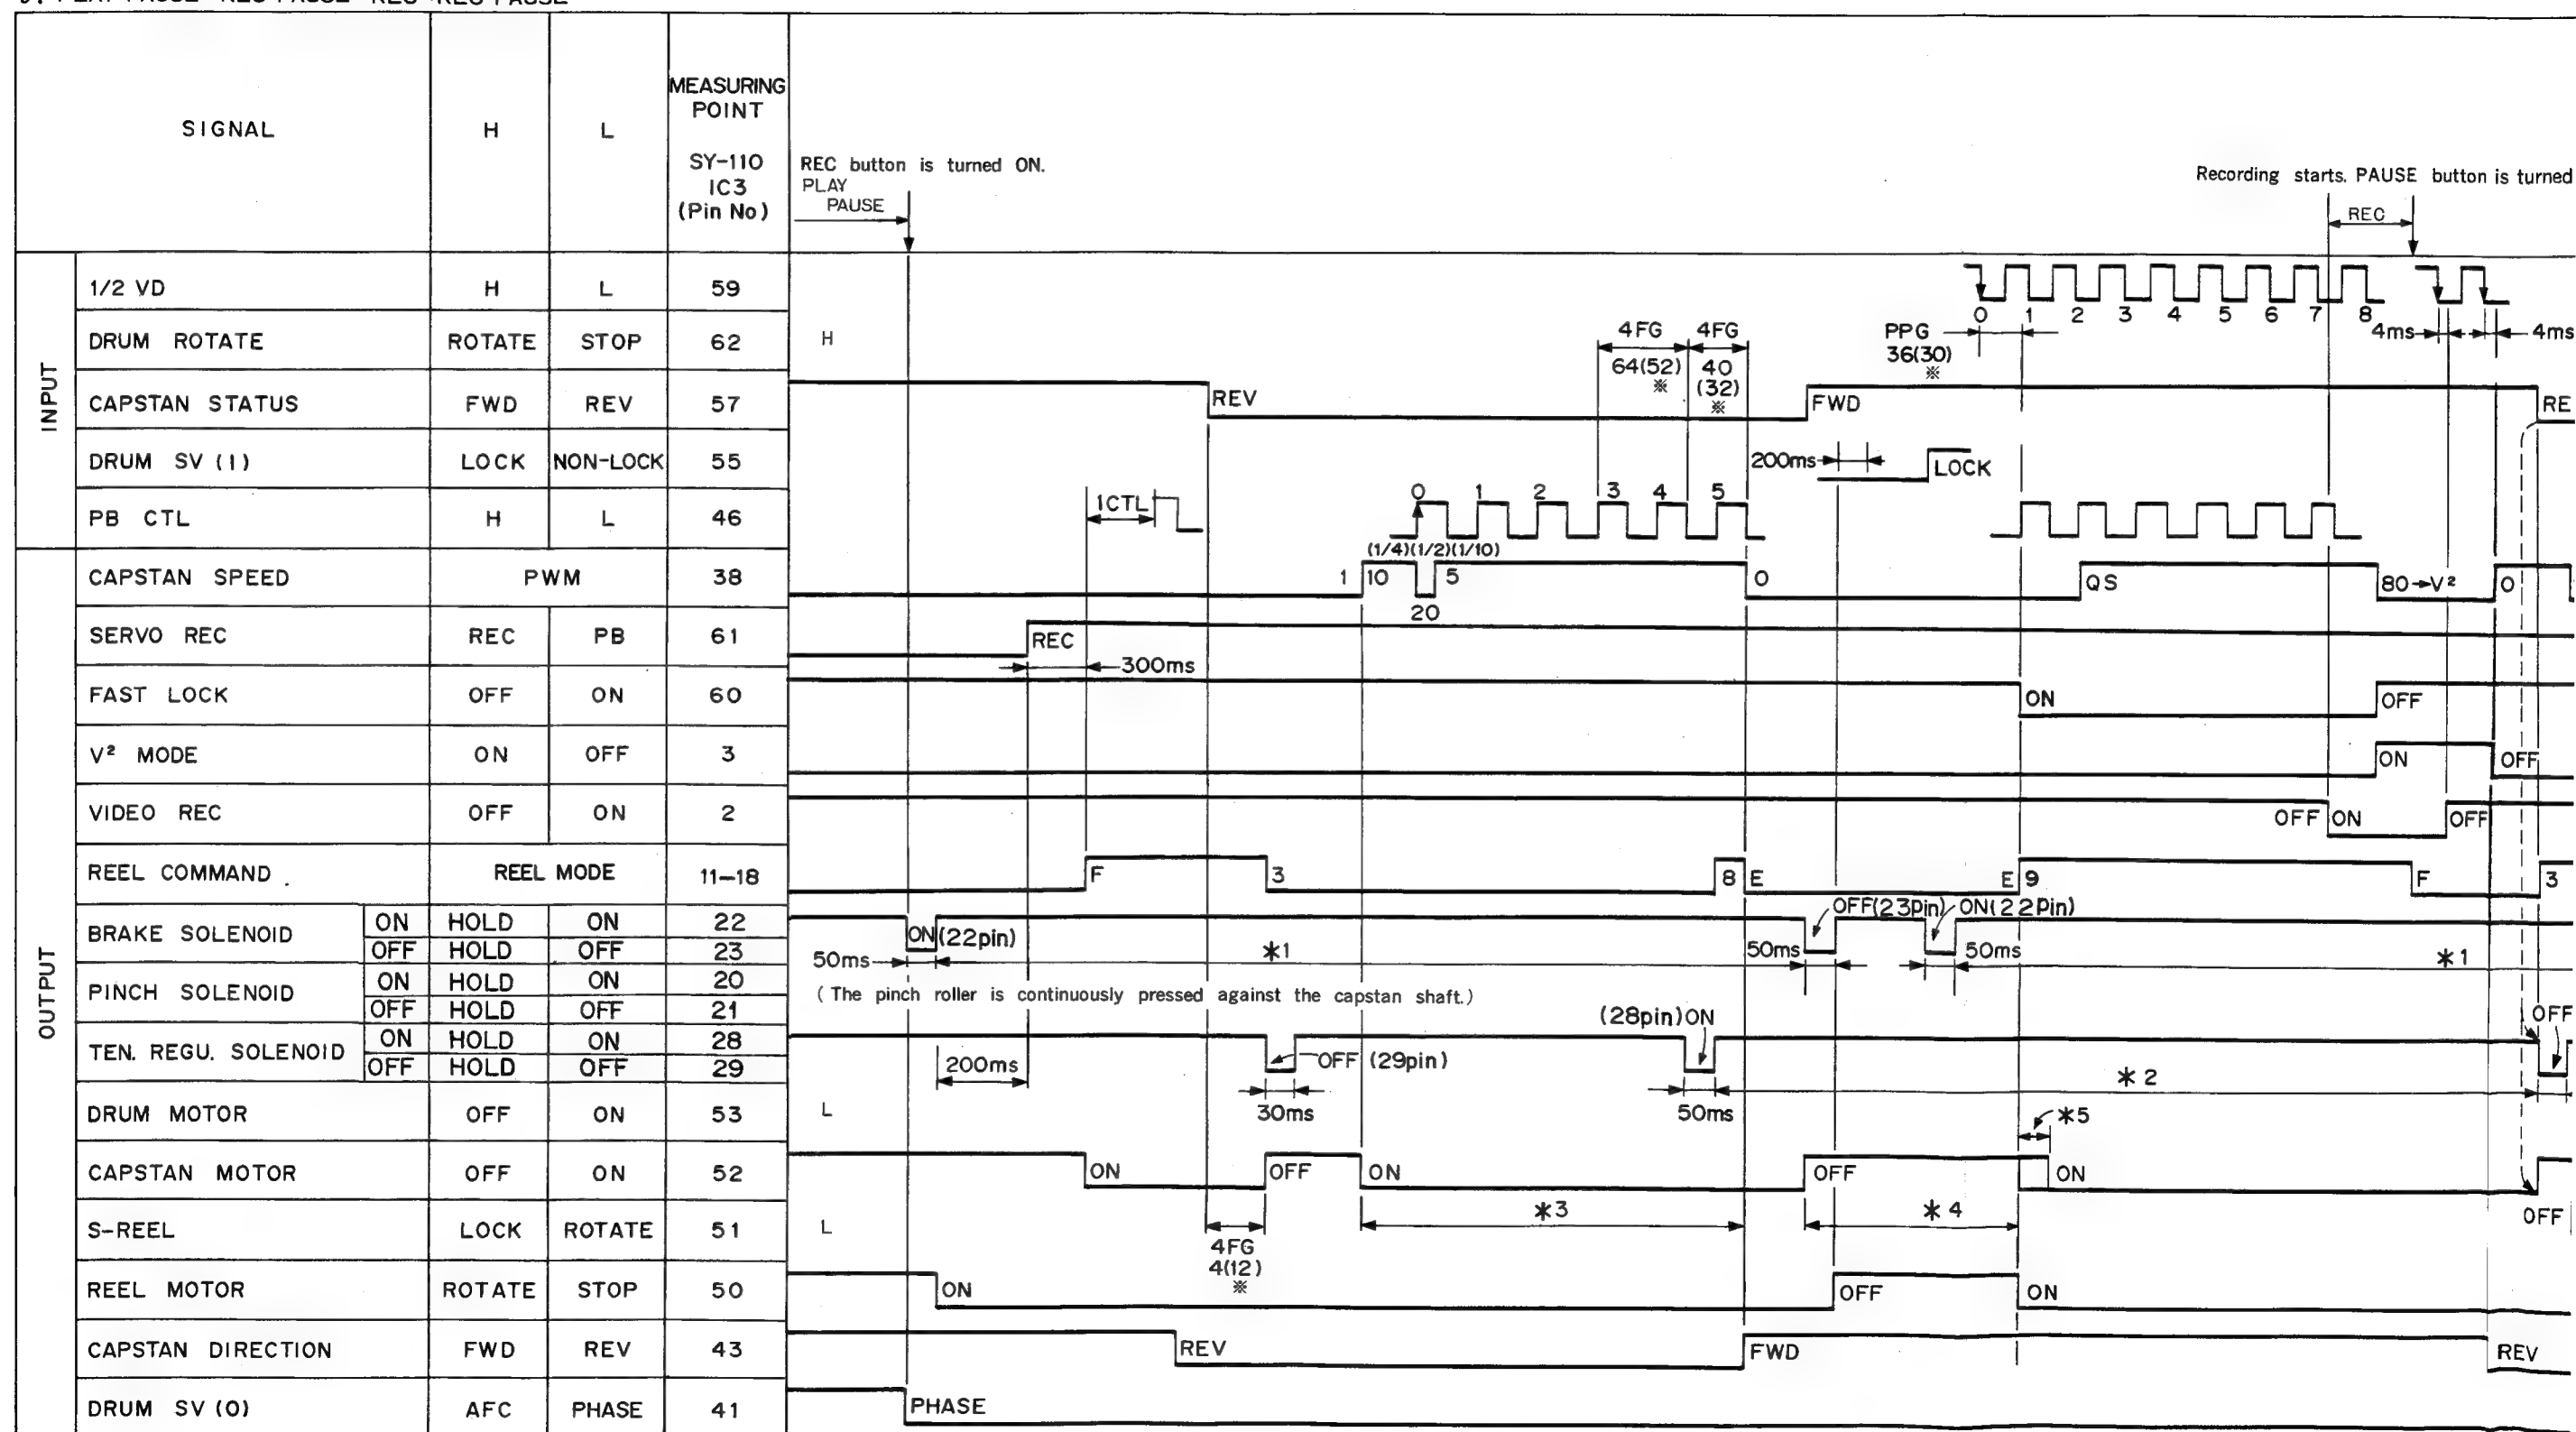 SIGNAL H L MEASURING POINT SY-110 IC3 (Pin No)
REC button is turned ON.
PLAY
PAUSE
Recording starts. PAUSE button is turned
REC
INPUT
1/2 VD H L 59
0 1 2 3 4 5 6 7 8
4ms 4ms
DRUM ROTATE ROTATE STOP 62 H
4FG 4FG
64(52) 40
※ (32)
※
PPG
36(30)
※
CAPSTAN STATUS FWD REV 57 REV FWD RE
DRUM SV (1) LOCK NON-LOCK 55 200ms LOCK
PB CTL H L 46 1CTL 0 1 2 3 4 5
(1/4)(1/2)(1/10)
CAPSTAN SPEED PWM 38 1 10 5 0 QS 80→V² 0
20
SERVO REC REC PB 61 REC
300ms
FAST LOCK OFF ON 60 ON OFF
V² MODE ON OFF 3 ON OFF
VIDEO REC OFF ON 2 OFF ON OFF
REEL COMMAND REEL MODE 11-18 F 3 8 E E 9 F 3
OUTPUT
BRAKE SOLENOID ON HOLD ON 22
OFF HOLD OFF 23
ON (22pin) OFF(23pin) ON(22Pin)
50ms *1 50ms 50ms *1
PINCH SOLENOID ON HOLD ON 20
OFF HOLD OFF 21
(The pinch roller is continuously pressed against the capstan shaft.)
TEN. REGU. SOLENOID ON HOLD ON 28
OFF HOLD OFF 29
(28pin)ON OFF
200ms OFF (29pin)
*2
30ms 50ms
DRUM MOTOR OFF ON 53 L
*5
CAPSTAN MOTOR OFF ON 52 ON OFF ON OFF ON
S-REEL LOCK ROTATE 51 L *3 *4 OFF
4FG
4(12)
※
REEL MOTOR ROTATE STOP 50 ON OFF ON
CAPSTAN DIRECTION FWD REV 43 REV FWD REV
DRUM SV (0) AFC PHASE 41 PHASE